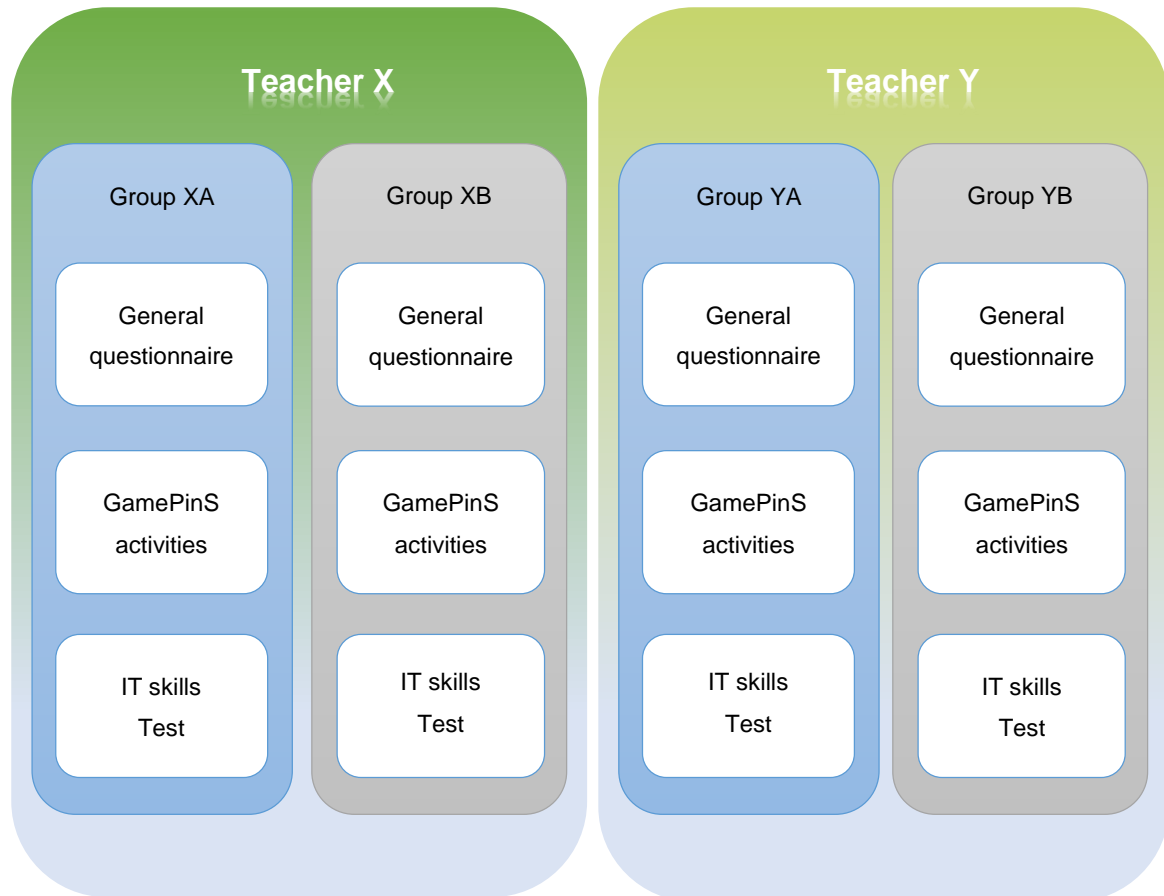 Teacher X
Group XA
General
questionnaire
GamePinS
activities
IT skills
Test
Group XB
General
questionnaire
GamePinS
activities
IT skills
Test
Teacher Y
Group YA
General
questionnaire
GamePinS
activities
IT skills
Test
Group YB
General
questionnaire
GamePinS
activities
IT skills
Test